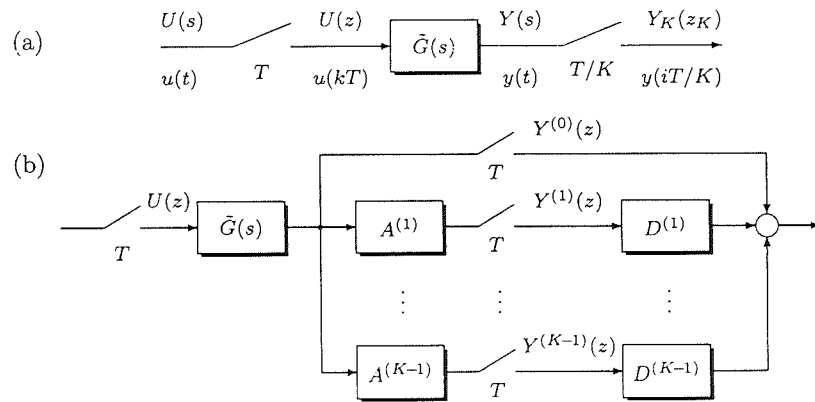 (a)
U(s) U(z) Y(s) Y_K(z_K)
G̃(s)
T T/K
u(t) u(kT) y(t) y(iT/K)
(b)
Y^(0)(z)
T
U(z) G̃(s) A^(1) Y^(1)(z) D^(1)
T T
⋮ ⋮ ⋮
A^(K−1) Y^(K−1)(z) D^(K−1)
T